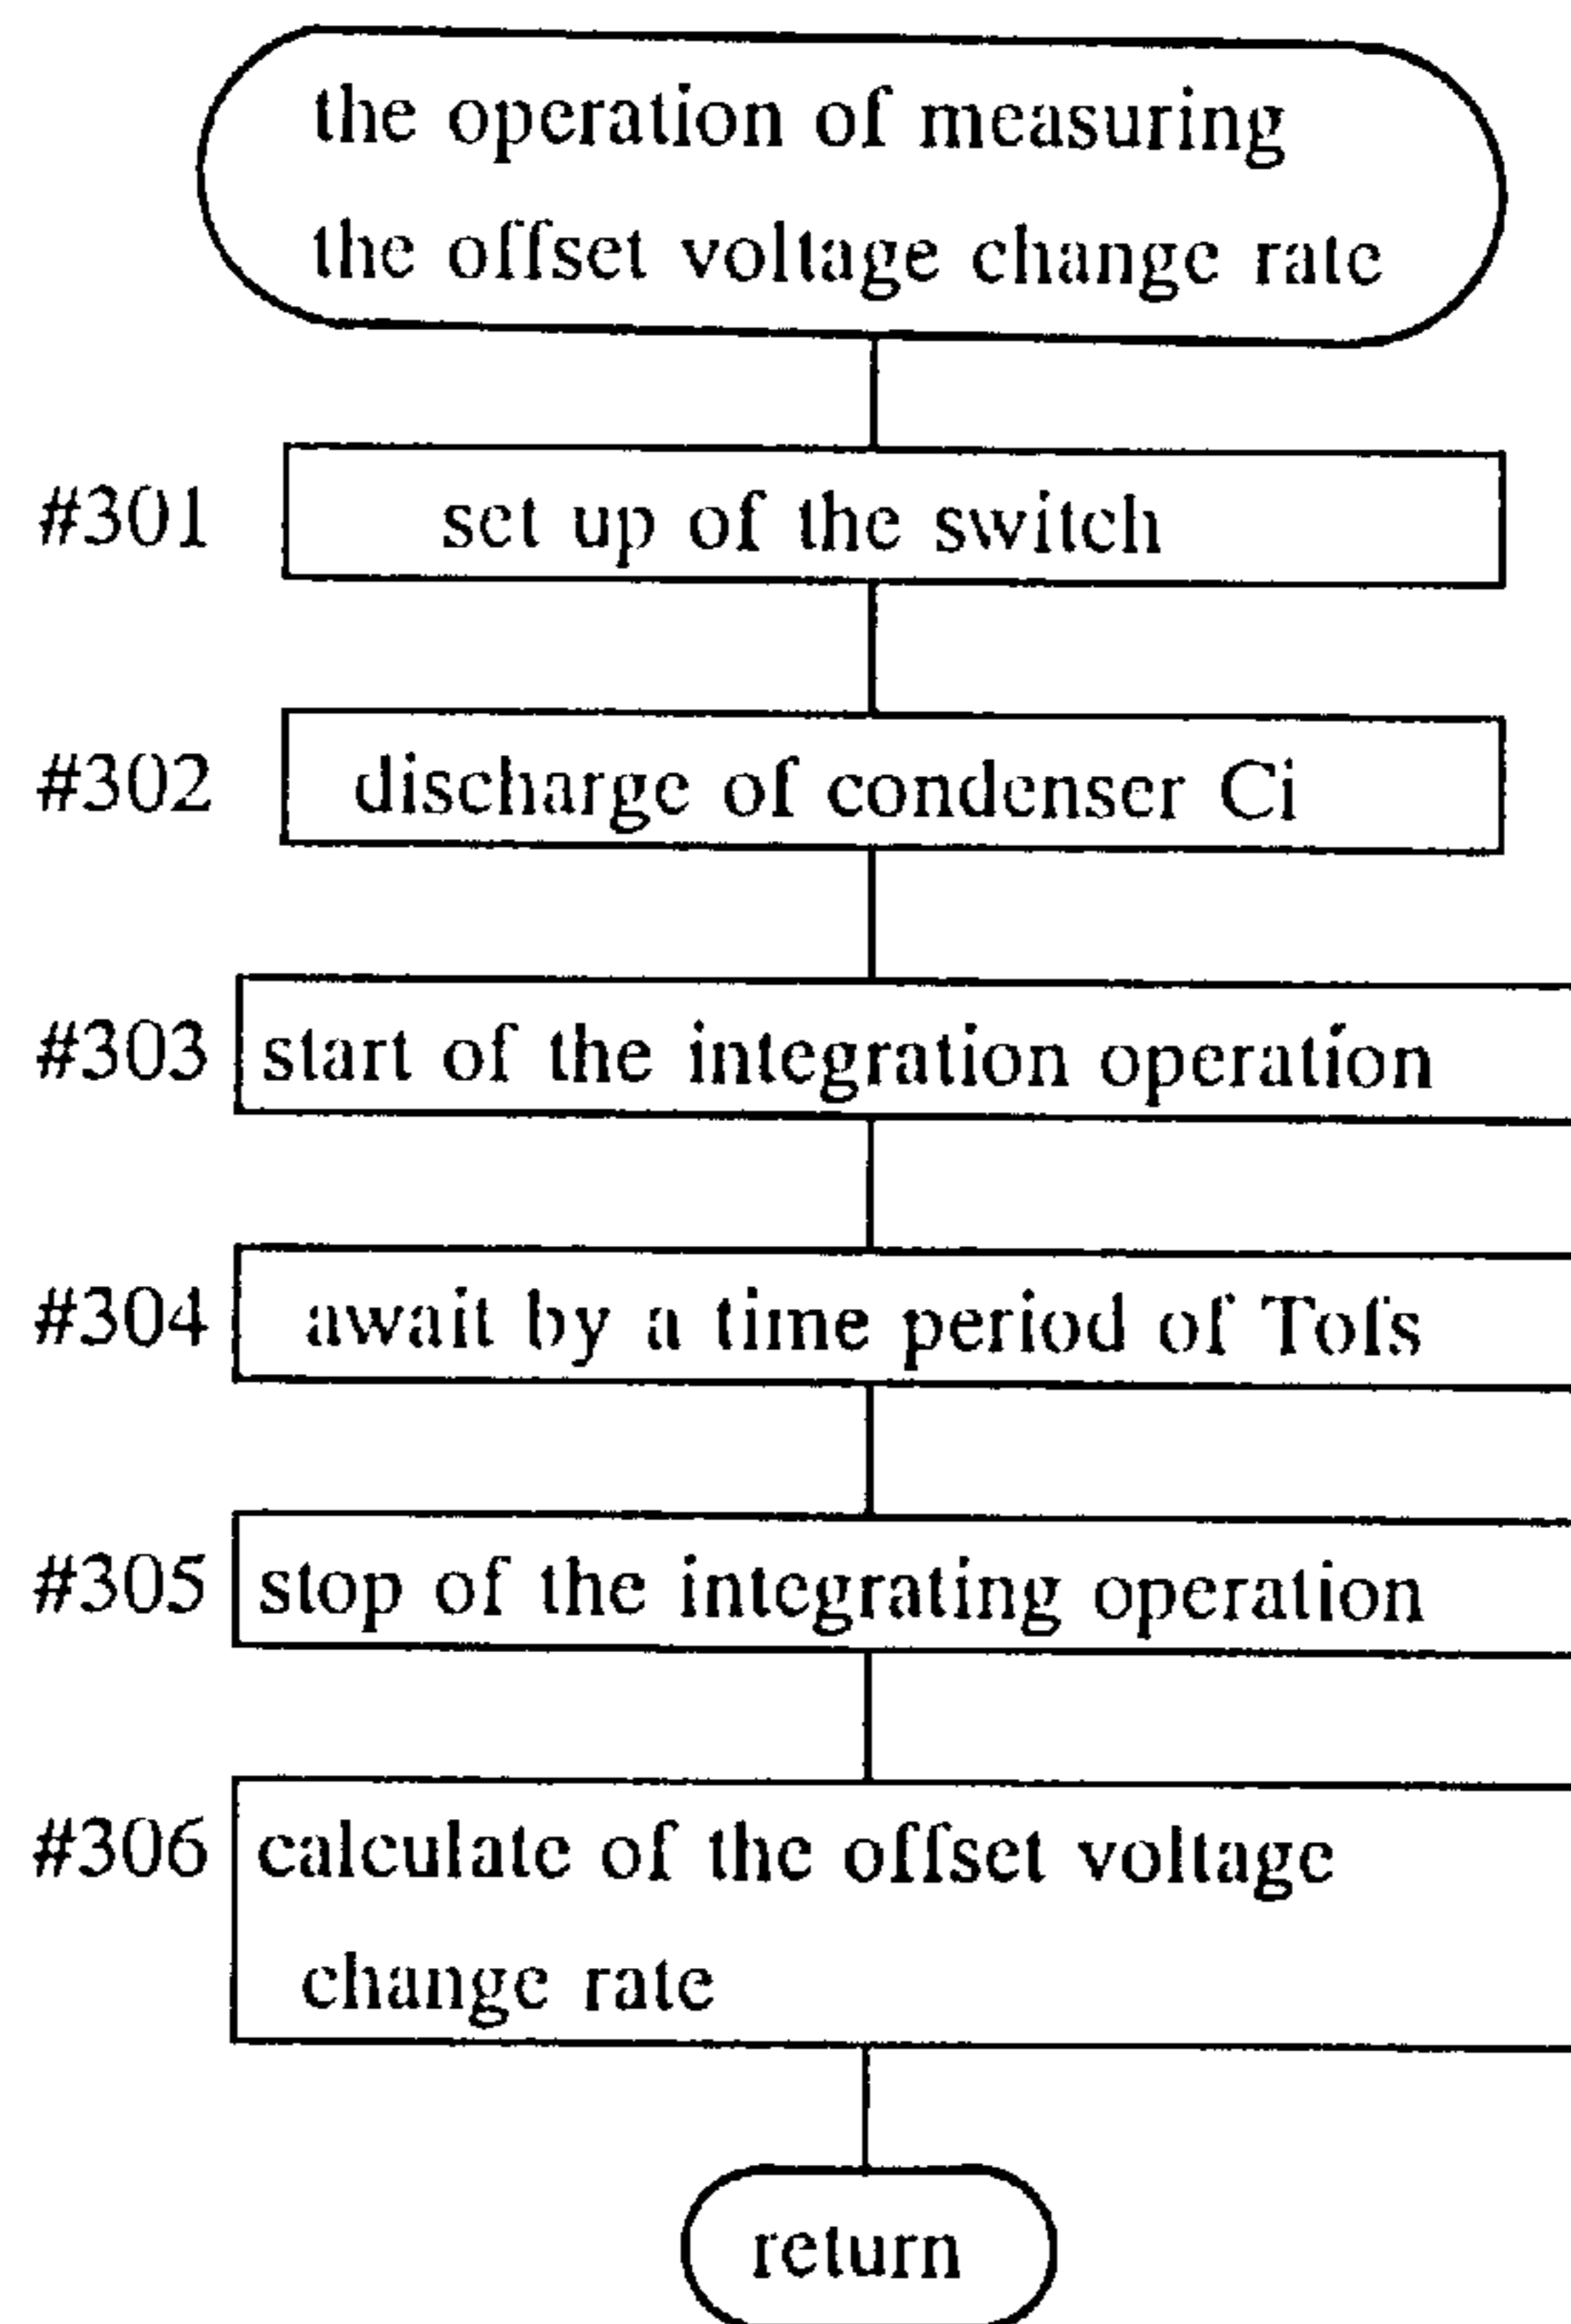 the operation of measuring
the offset voltage change rate
#301 set up of the switch
#302 discharge of condenser Ci
#303 start of the integration operation
#304 await by a time period of Tofs
#305 stop of the integrating operation
#306 calculate of the offset voltage
change rate
return